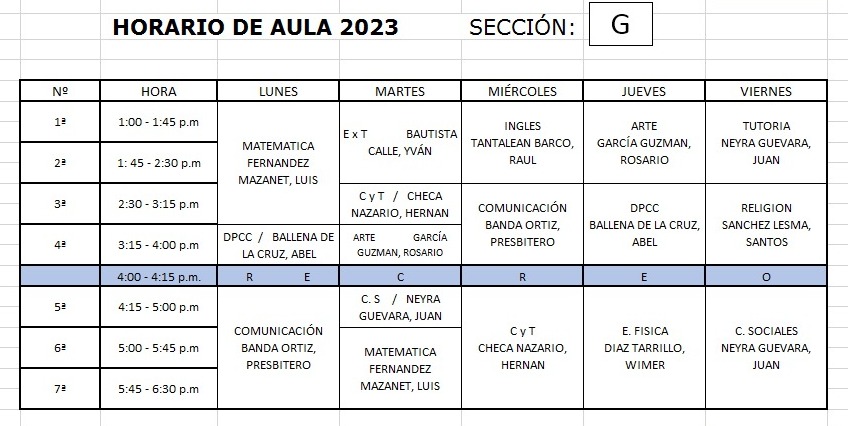 HORARIO DE AULA 2023 SECCIÓN: G
Nº HORA LUNES MARTES MIÉRCOLES JUEVES VIERNES
1ª 1:00 - 1:45 p.m
2ª 1: 45 - 2:30 p.m
3ª 2:30 - 3:15 p.m
4ª 3:15 - 4:00 p.m
MATEMATICA
FERNANDEZ
MAZANET, LUIS
DPCC / BALLENA DE
LA CRUZ, ABEL
E x T BAUTISTA
CALLE, YVÁN
C y T / CHECA
NAZARIO, HERNAN
ARTE GARCÍA
GUZMAN, ROSARIO
INGLES
TANTALEAN BARCO,
RAUL
COMUNICACIÓN
BANDA ORTIZ,
PRESBITERO
ARTE
GARCÍA GUZMAN,
ROSARIO
DPCC
BALLENA DE LA CRUZ,
ABEL
TUTORIA
NEYRA GUEVARA,
JUAN
RELIGION
SANCHEZ LESMA,
SANTOS
4:00 - 4:15 p.m. R E C R E O
5ª 4:15 - 5:00 p.m
6ª 5:00 - 5:45 p.m
7ª 5:45 - 6:30 p.m
COMUNICACIÓN
BANDA ORTIZ,
PRESBITERO
C. S / NEYRA
GUEVARA, JUAN
MATEMATICA
FERNANDEZ
MAZANET, LUIS
C y T
CHECA NAZARIO,
HERNAN
E. FISICA
DIAZ TARRILLO,
WIMER
C. SOCIALES
NEYRA GUEVARA,
JUAN